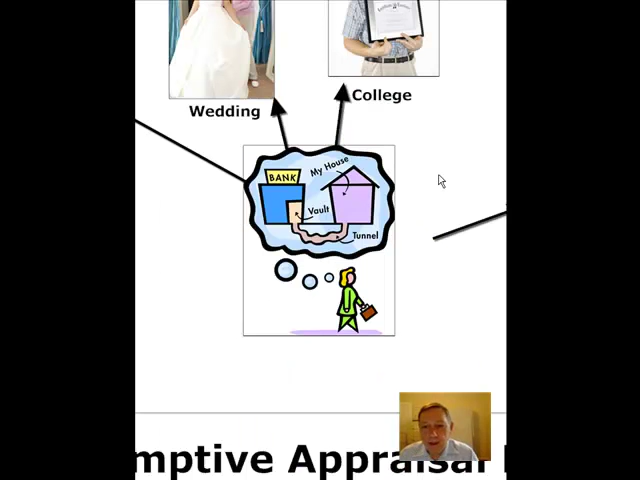 College
Wedding
BANK
My House
Vault
Tunnel
mptive Appraisal